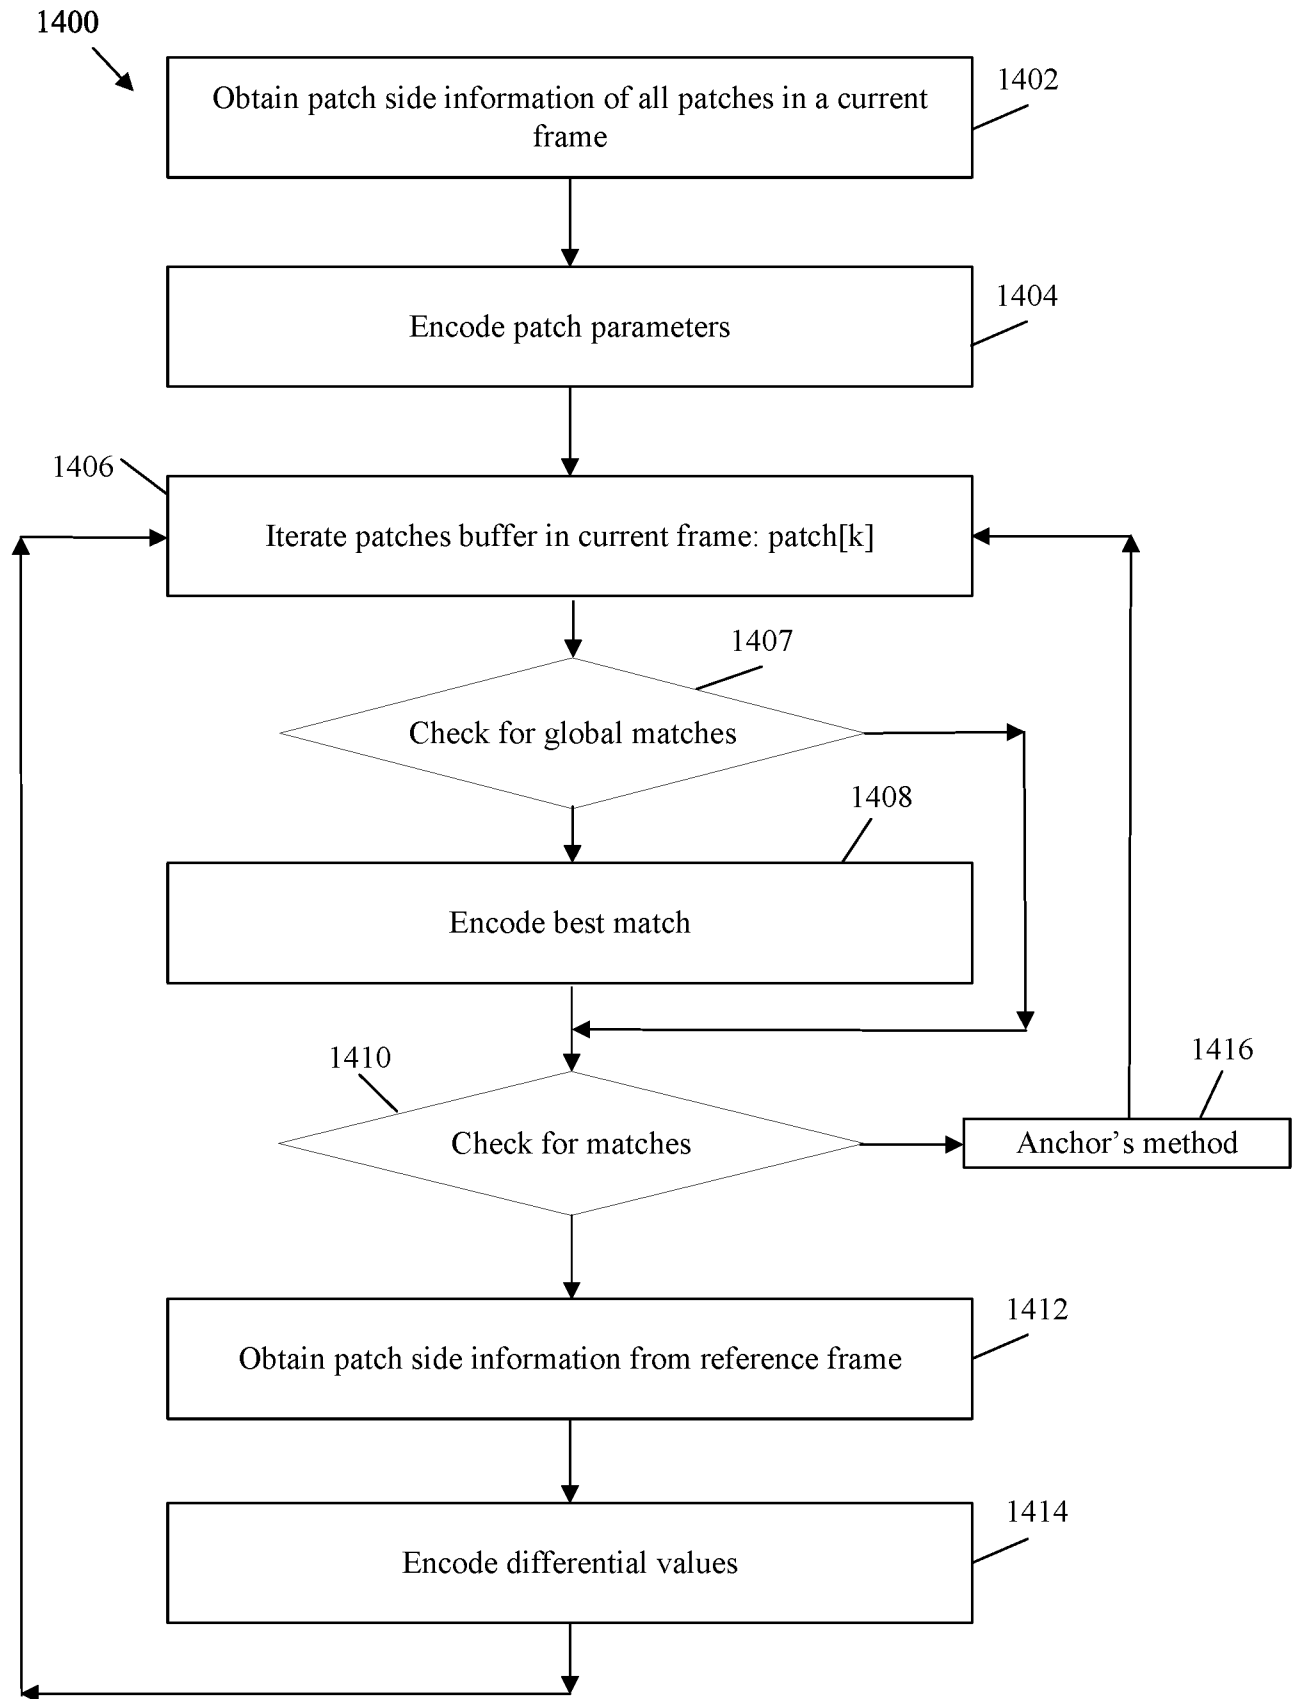 1400
1402
Obtain patch side information of all patches in a current
frame
1404
Encode patch parameters
1406
Iterate patches buffer in current frame: patch[k]
1407
Check for global matches
1408
Encode best match
1410
1416
Check for matches
Anchor’s method
1412
Obtain patch side information from reference frame
1414
Encode differential values